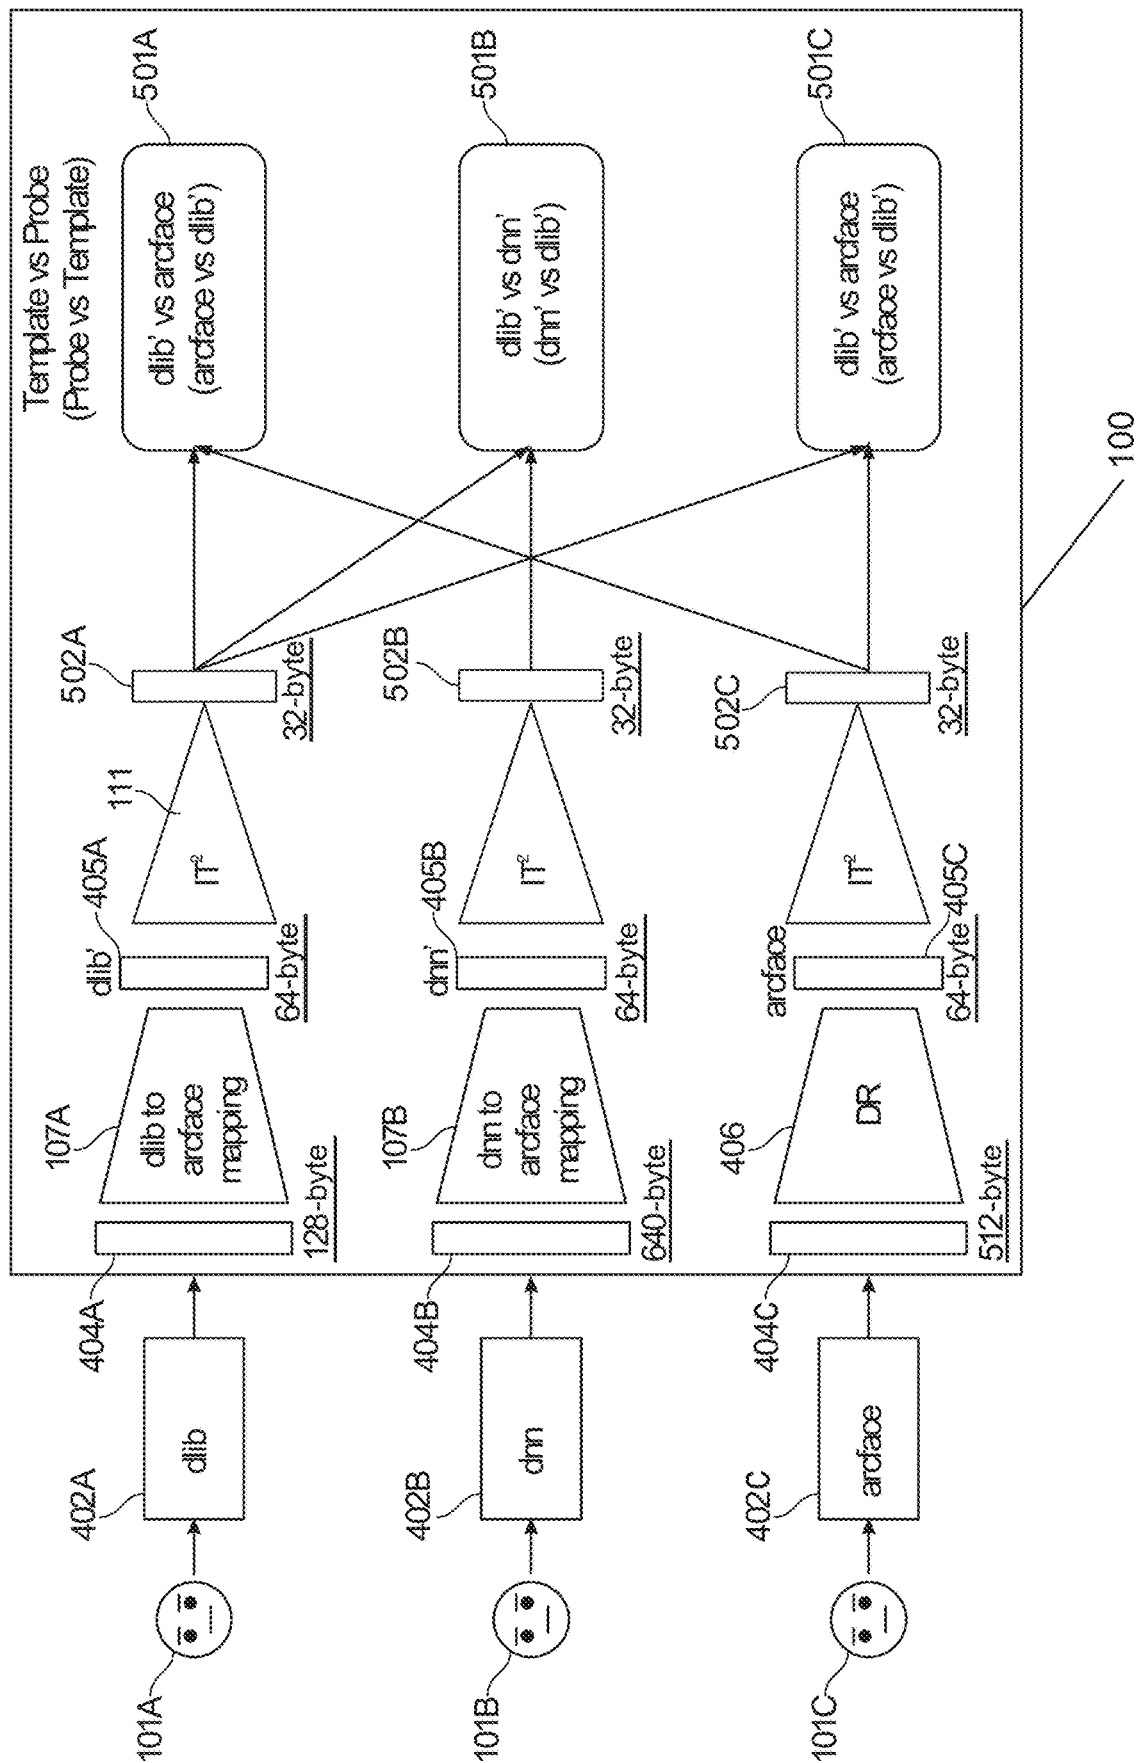 Template vs Probe
(Probe vs Template)
101A
402A
dlib
404A
128-byte
107A
dlib to
arcface
mapping
dlib'
405A
64-byte
111
IT²
502A
32-byte
dlib' vs arcface
(arcface vs dlib')
501A
101B
402B
dnn
404B
640-byte
107B
dnn to
arcface
mapping
dnn'
405B
64-byte
IT²
502B
32-byte
dlib' vs dnn'
(dnn' vs dlib')
501B
101C
402C
arcface
404C
512-byte
406
DR
arcface
405C
64-byte
IT²
502C
32-byte
dlib' vs arcface
(arcface vs dlib')
501C
100